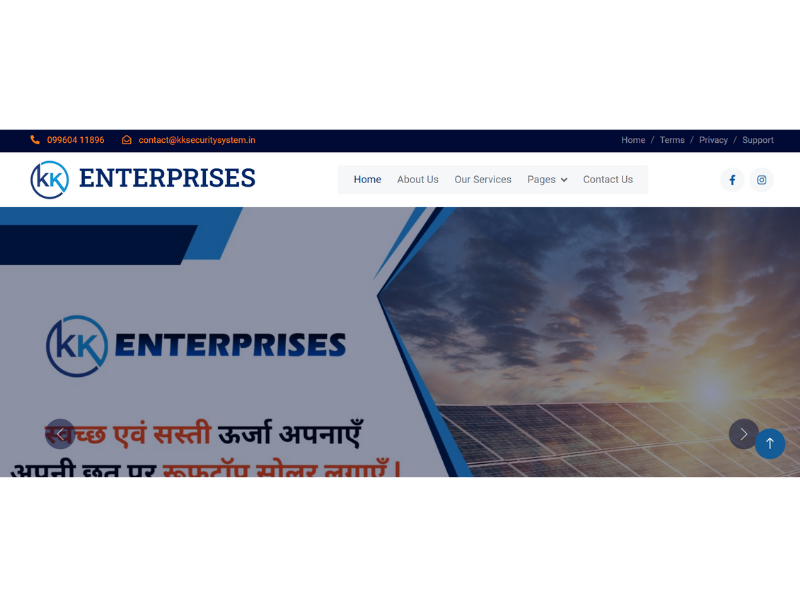 099604 11896 contact@kksecuritysystem.in Home / Terms / Privacy / Support
KK ENTERPRISES Home About Us Our Services Pages Contact Us
KK ENTERPRISES
स्वच्छ एवं सस्ती ऊर्जा अपनाएँ
अपनी छत पर रूफटॉप सोलर लगाएँ !